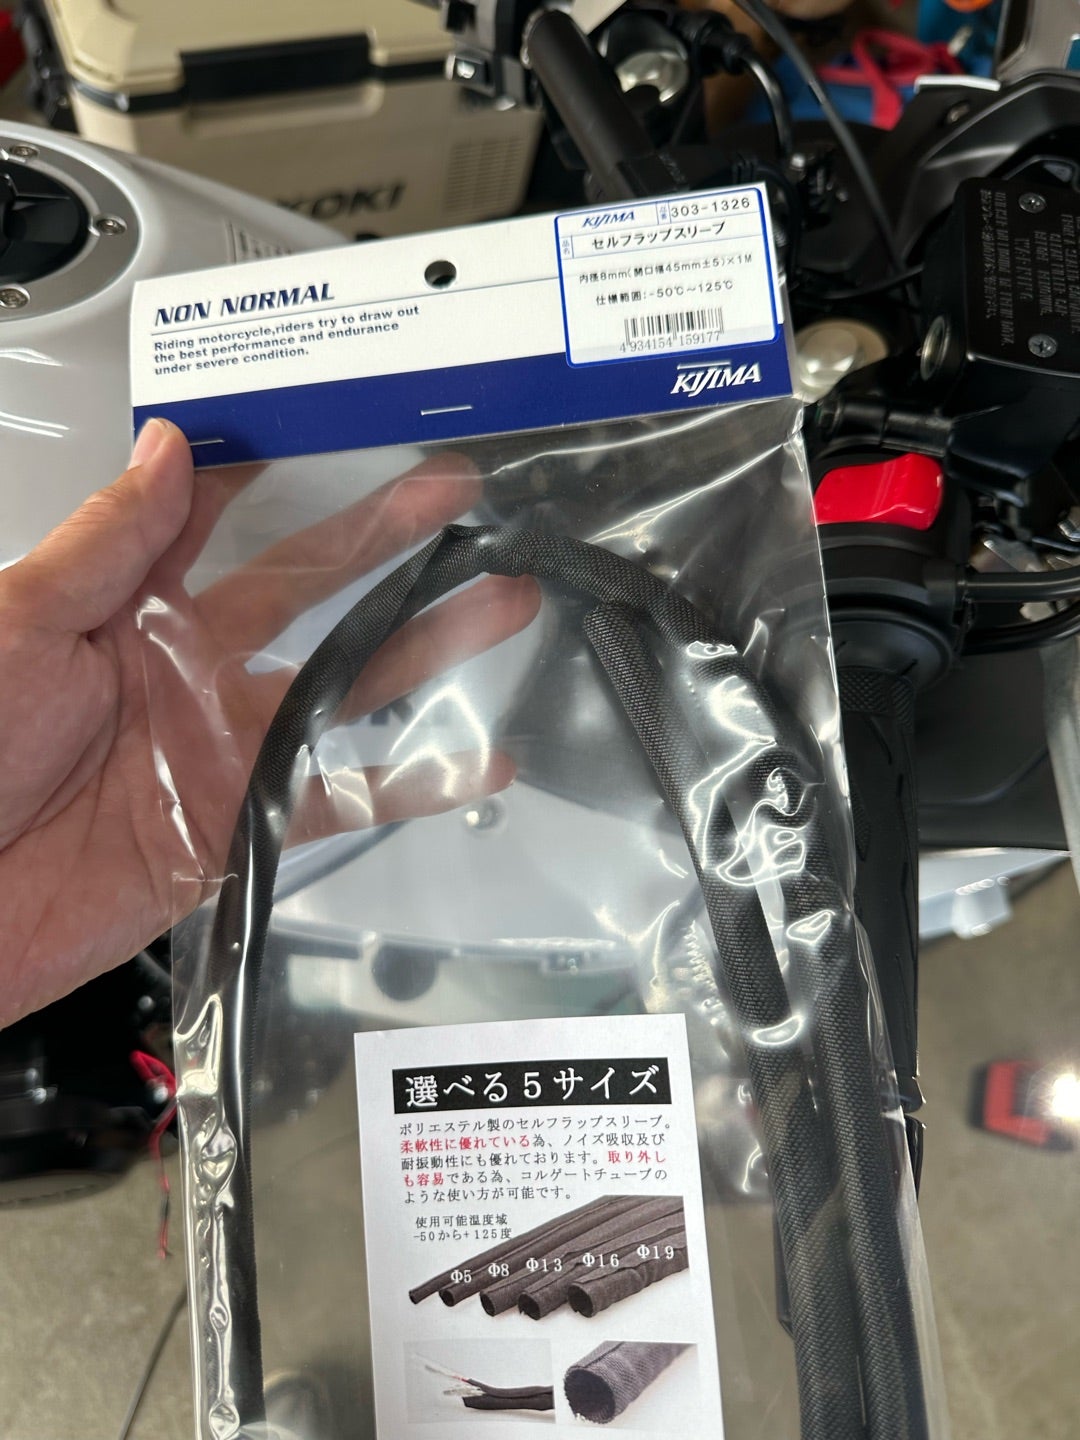 KOKI
NON NORMAL
Riding motorcycle,riders try to draw out
the best performance and endurance
under severe condition.
KIJIMA 品番 303-1326
品名 セルフラップスリーブ
内径8mm(開口幅45mm±5)×1M
仕様範囲:-50℃～125℃
4 934154 159177
KIJIMA
選べる5サイズ
ポリエステル製のセルフラップスリーブ。
柔軟性に優れている為、ノイズ吸収及び
耐振動性にも優れております。取り外し
も容易である為、コルゲートチューブの
ような使い方が可能です。
使用可能温度域
-50から+125度
Φ5 Φ8 Φ13 Φ16 Φ19